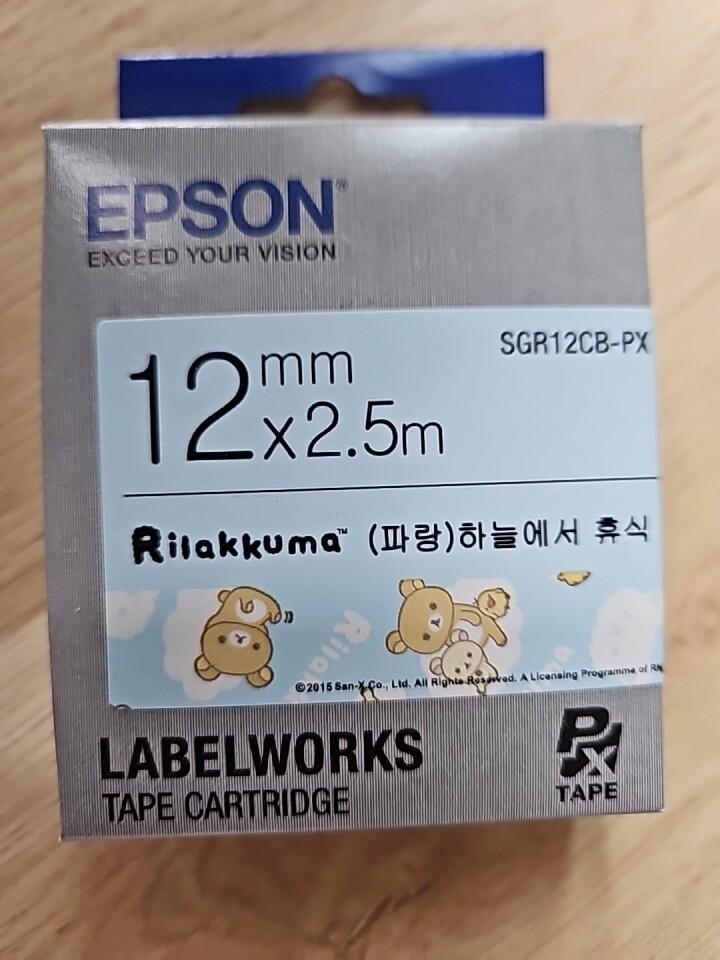 EPSON®
EXCEED YOUR VISION
SGR12CB-PX
12mm
x2.5m
Rilakkuma™ (파랑)하늘에서 휴식
©2015 San-X Co., Ltd. All Rights Reserved. A Licensing Programme of
LABELWORKS
TAPE CARTRIDGE
PX
TAPE